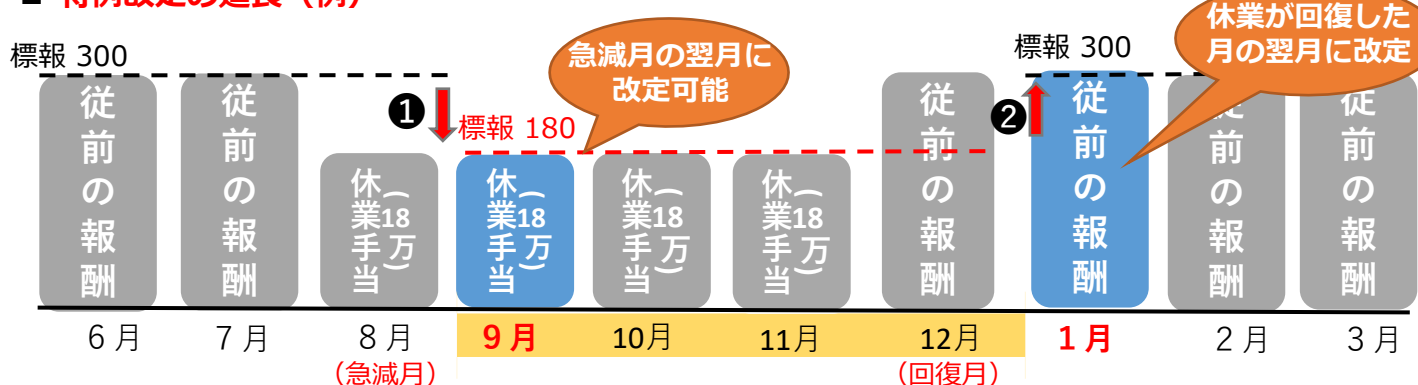 ■ 特例改定の延長（例）
標報 300
急減月の翌月に
改定可能
標報 300
休業が回復した
月の翌月に改定
❶
標報 180
❷
従前の報酬
従前の報酬
休業手当
(18万)
休業手当
(18万)
休業手当
(18万)
休業手当
(18万)
従前の報酬
従前の報酬
従前の報酬
従前の報酬
６月
７月
８月
９月
10月
11月
12月
１月
２月
３月
（急減月）
（回復月）